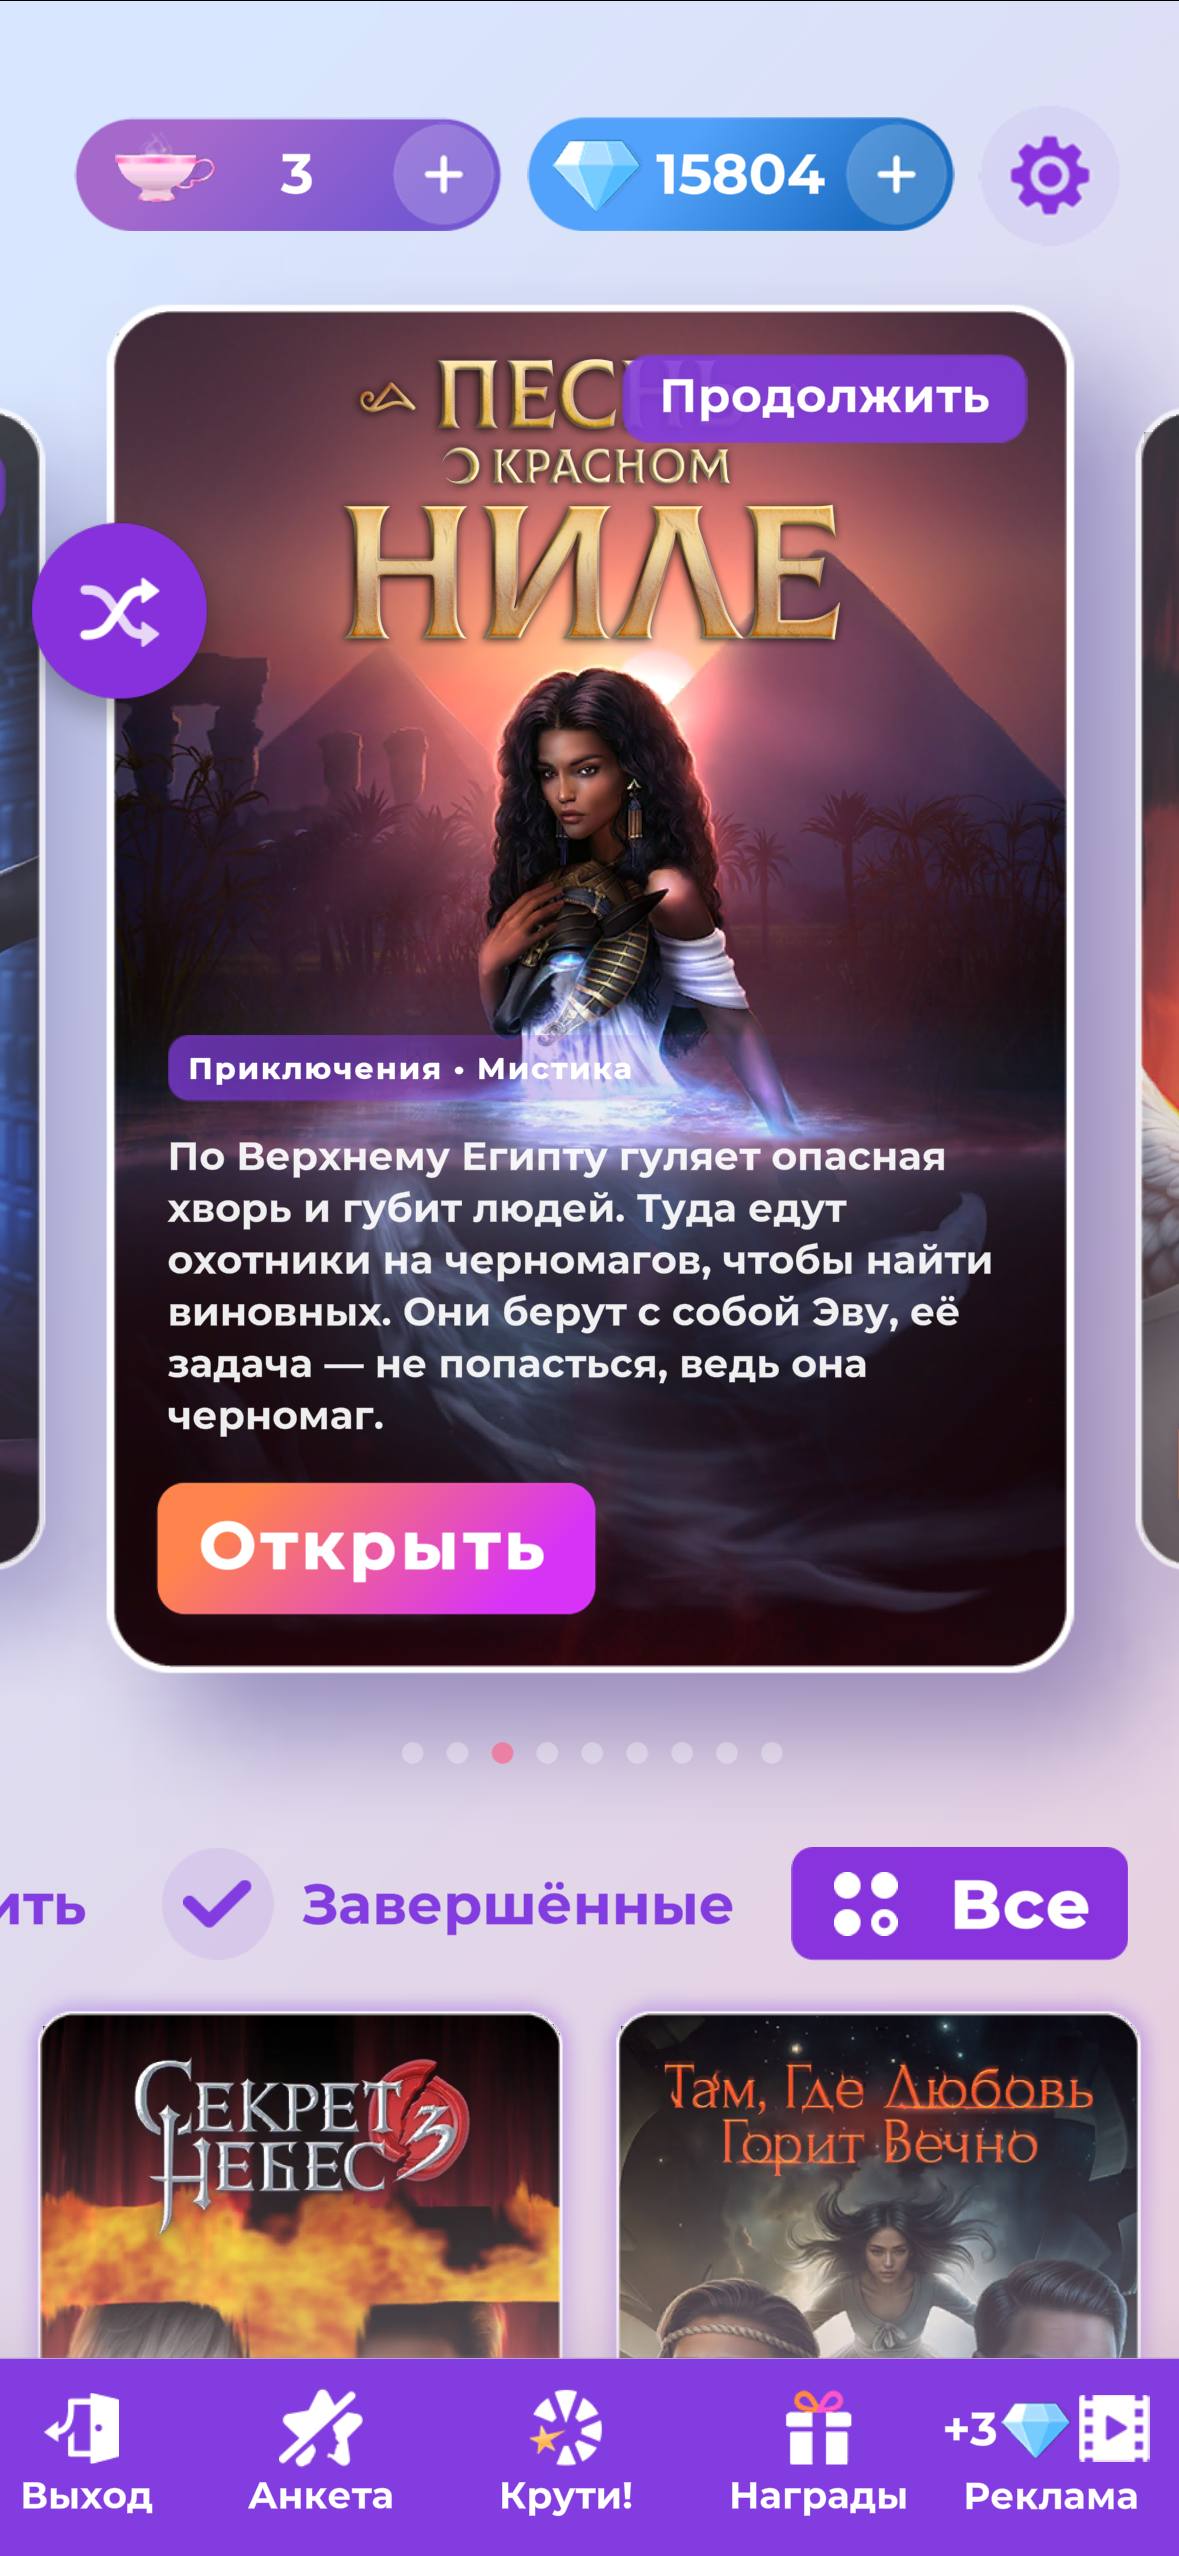 3
15804
Продолжить
ПЕС
КРАСНОМ
НИЛЕ
Приключения • Мистика
По Верхнему Египту гуляет опасная
хворь и губит людей. Туда едут
охотники на черномагов, чтобы найти
виновных. Они берут с собой Эву, её
задача — не попасться, ведь она
черномаг.
Открыть
ить
Завершённые
Все
СЕКРЕТ
НЕБЕС 3
Там, Где Любовь
Горит Вечно
+3
Выход
Анкета
Крути!
Награды
Реклама